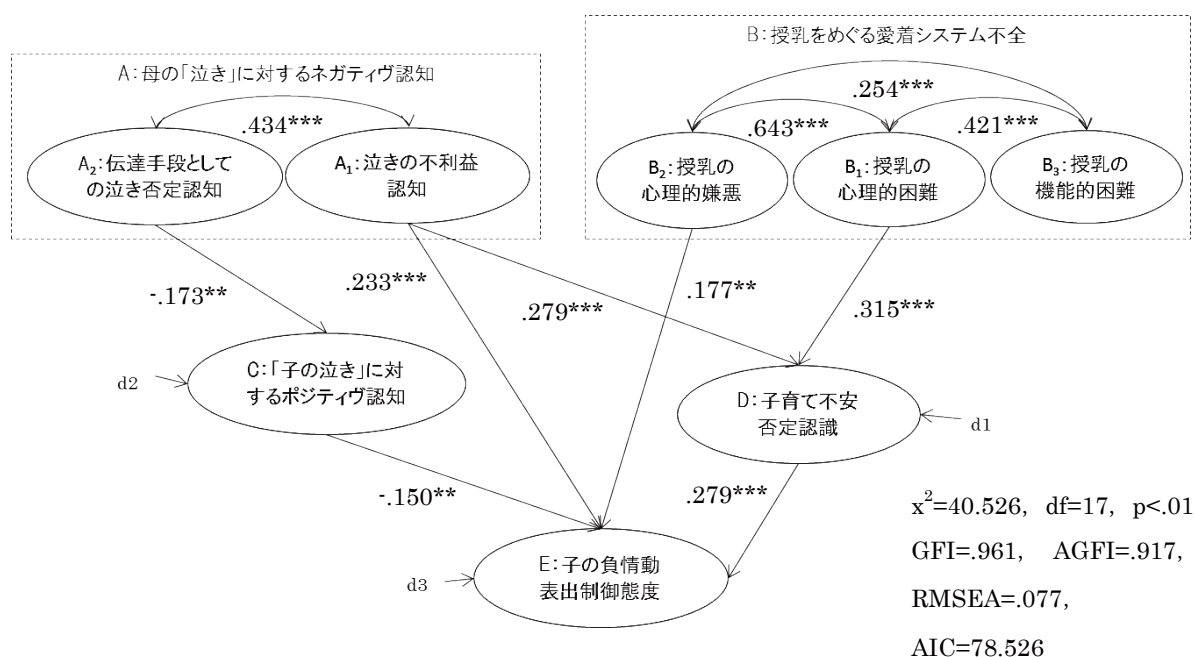 B：授乳をめぐる愛着システム不全
A：母の「泣き」に対するネガティヴ認知
.254***
.434***
.643***
.421***
A₂：伝達手段として
の泣き否定認知
A₁：泣きの不利益
認知
B₂：授乳の
心理的嫌悪
B₁：授乳の
心理的困難
B₃：授乳の
機能的困難
-.173**
.233***
.279***
.177**
.315***
C：「子の泣き」に対
するポジティヴ認知
d2
D：子育て不安
否定認識
d1
-.150**
.279***
E：子の負情動
表出制御態度
d3
x²=40.526, df=17, p<.01
GFI=.961, AGFI=.917,
RMSEA=.077,
AIC=78.526